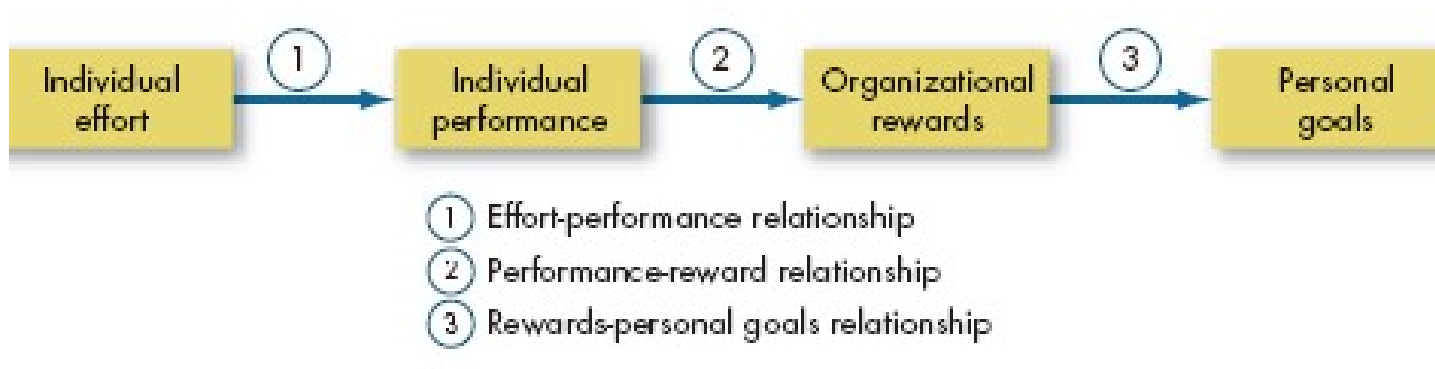 1
2
3
Individual
effort
Individual
performance
Organizational
rewards
Personal
goals
1 Effort-performance relationship
2 Performance-reward relationship
3 Rewards-personal goals relationship